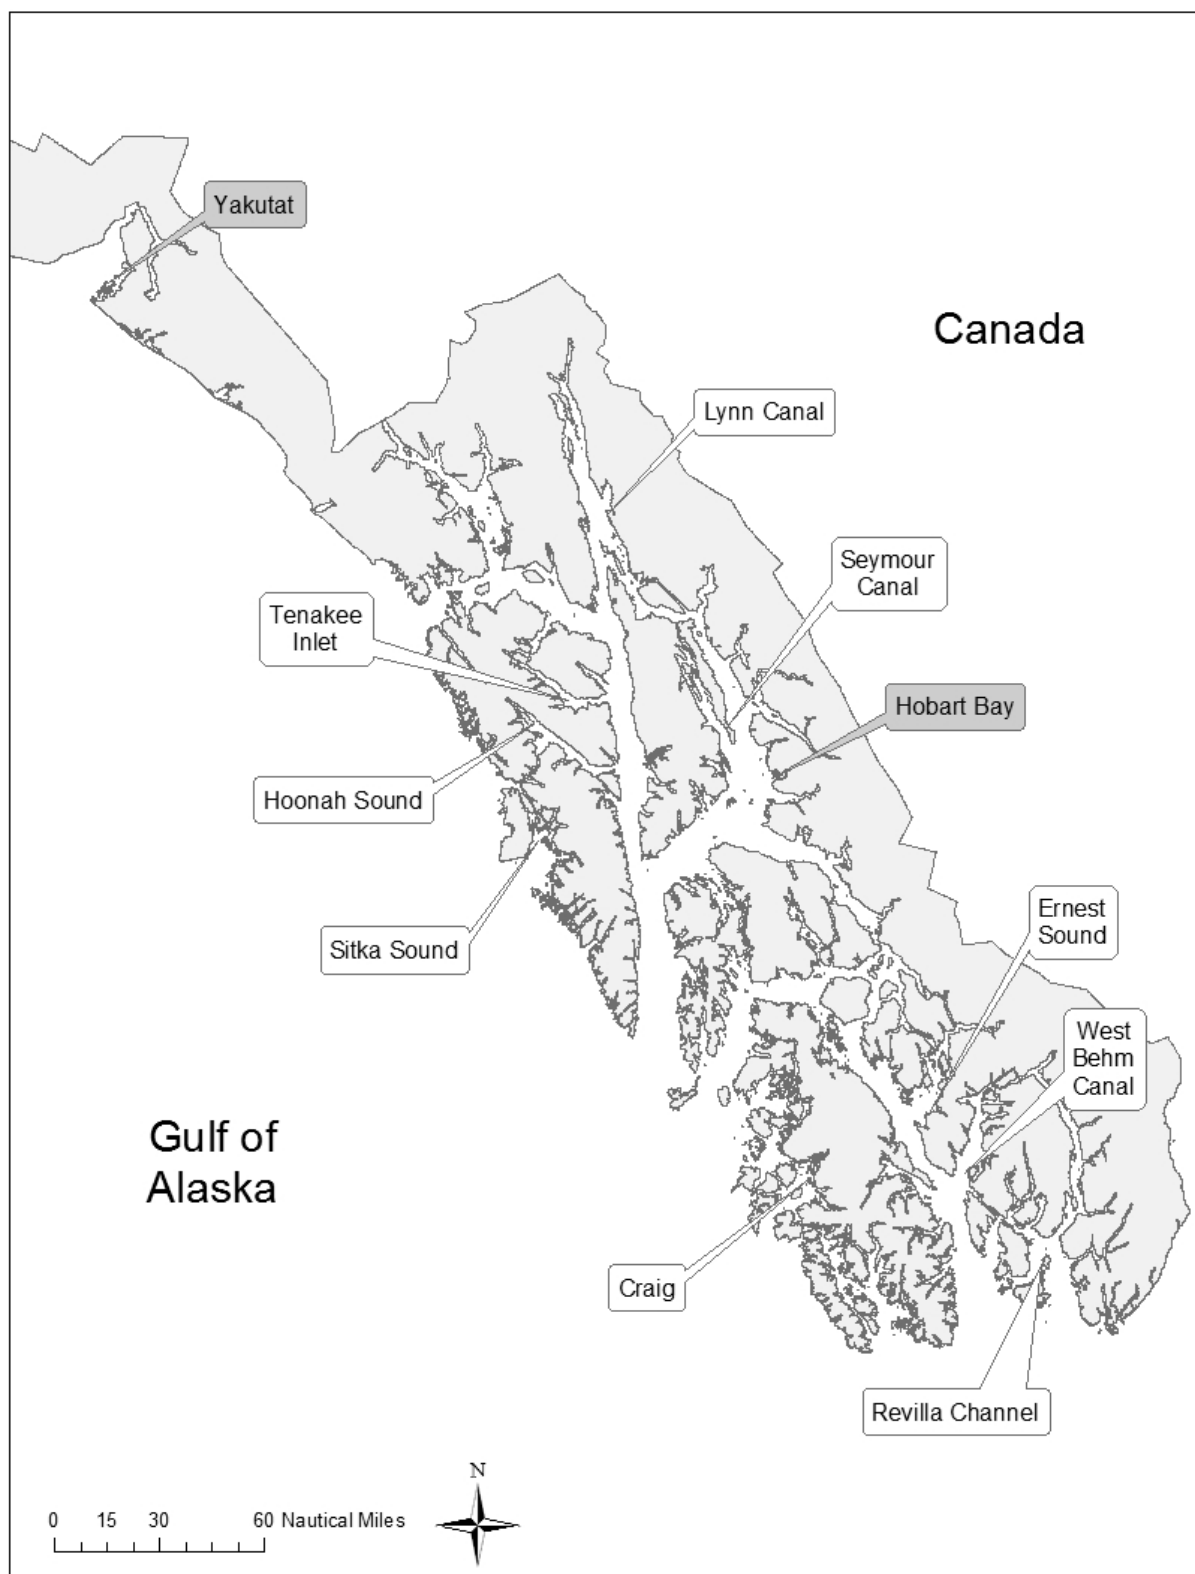 Yakutat
Canada
Lynn Canal
Seymour
Canal
Tenakee
Inlet
Hobart Bay
Hoonah Sound
Sitka Sound
Ernest
Sound
West
Behm
Canal
Gulf of
Alaska
Craig
Revilla Channel
N
0 15 30 60 Nautical Miles